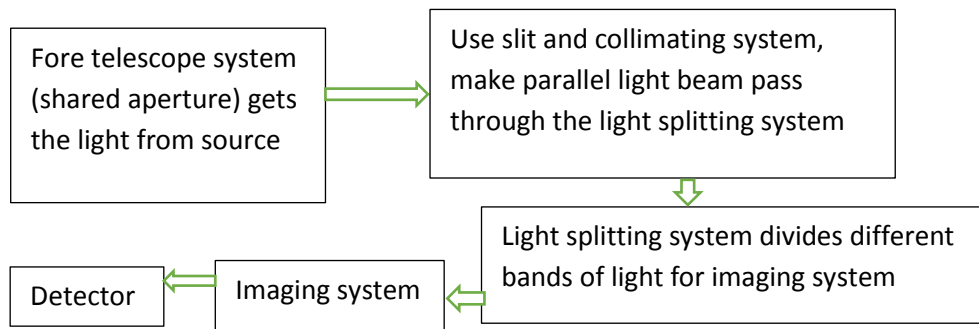 Fore telescope system
(shared aperture) gets
the light from source
Use slit and collimating system,
make parallel light beam pass
through the light splitting system
Light splitting system divides different
bands of light for imaging system
Imaging system
Detector